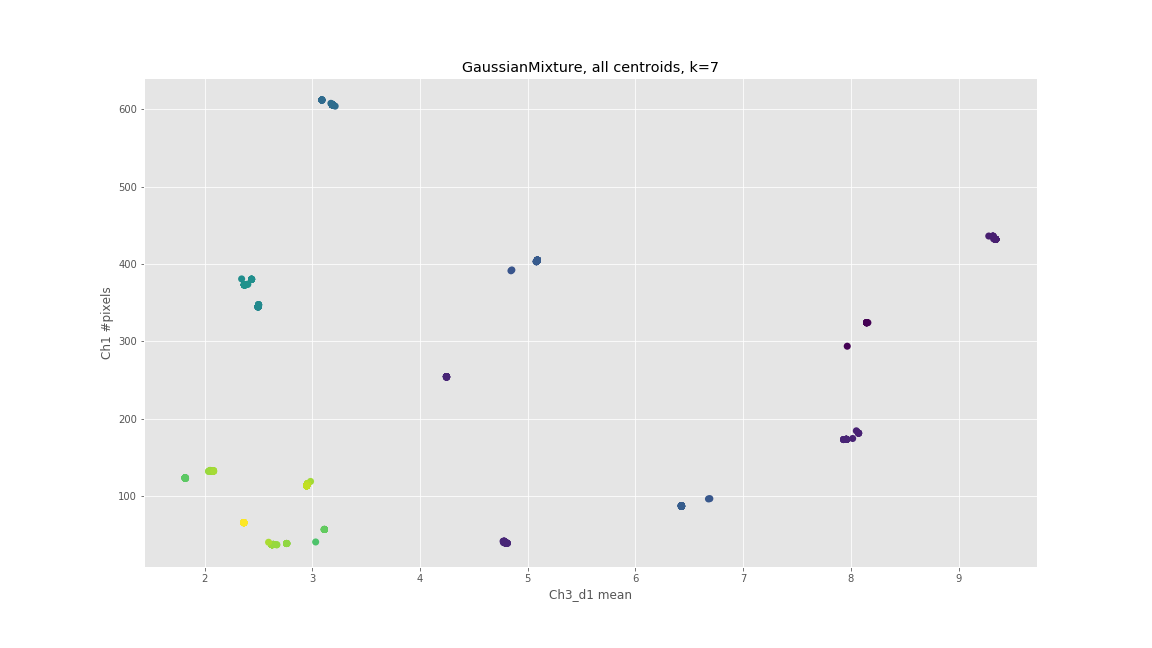 GaussianMixture, all centroids, k=7
600
500
400
300
200
100
Ch1 #pixels
2 3 4 5 6 7 8 9
Ch3_d1 mean